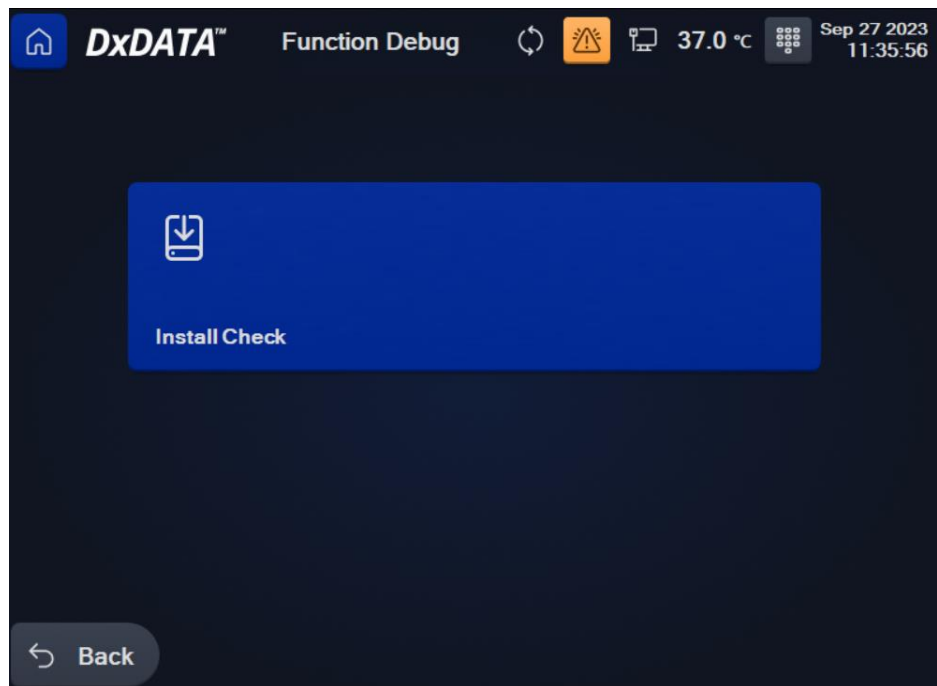 DxDATA™ Function Debug 37.0 ℃ Sep 27 2023
11:35:56
Install Check
Back